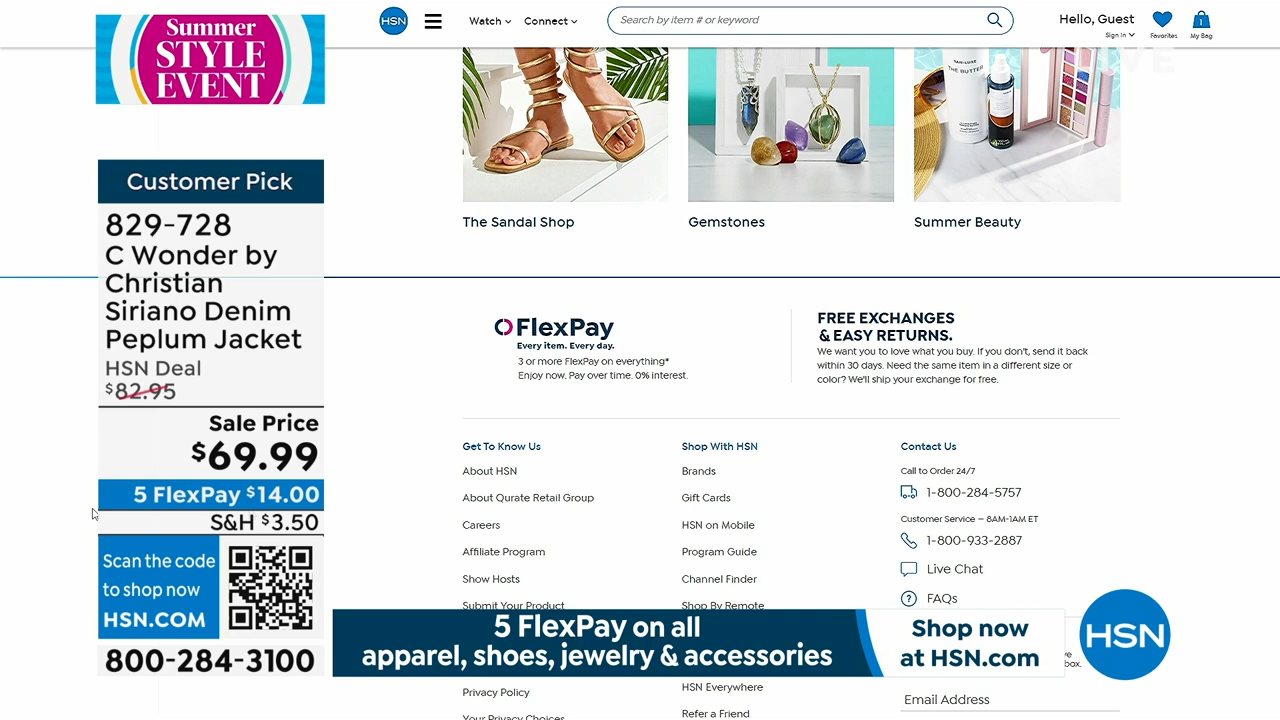 Summer
STYLE
EVENT
Customer Pick
829-728
C Wonder by
Christian
Siriano Denim
Peplum Jacket
HSN Deal
$82.95
Sale Price
$69.99
5 FlexPay $14.00
S&H $3.50
Scan the code
to shop now
HSN.COM
800-284-3100
HSN
Watch
Connect
Search by item # or keyword
Hello, Guest
Sign In
Favorites
1
My Bag
TAN-LUXE
THE BUTTER
The Sandal Shop
Gemstones
Summer Beauty
FlexPay
Every item. Every day.
3 or more FlexPay on everything*
Enjoy now. Pay over time. 0% interest.
FREE EXCHANGES
& EASY RETURNS.
We want you to love what you buy. If you don't, send it back
within 30 days. Need the same item in a different size or
color? We'll ship your exchange for free.
Get To Know Us
About HSN
About Qurate Retail Group
Careers
Affiliate Program
Show Hosts
Submit Your Product
Privacy Policy
Your Privacy Choices
Shop With HSN
Brands
Gift Cards
HSN on Mobile
Program Guide
Channel Finder
Shop By Remote
HSN Everywhere
Refer a Friend
Contact Us
Call to Order 24/7
1-800-284-5757
Customer Service – 8AM-1AM ET
1-800-933-2887
Live Chat
FAQs
box.
Email Address
5 FlexPay on all
apparel, shoes, jewelry & accessories
Shop now
at HSN.com
HSN